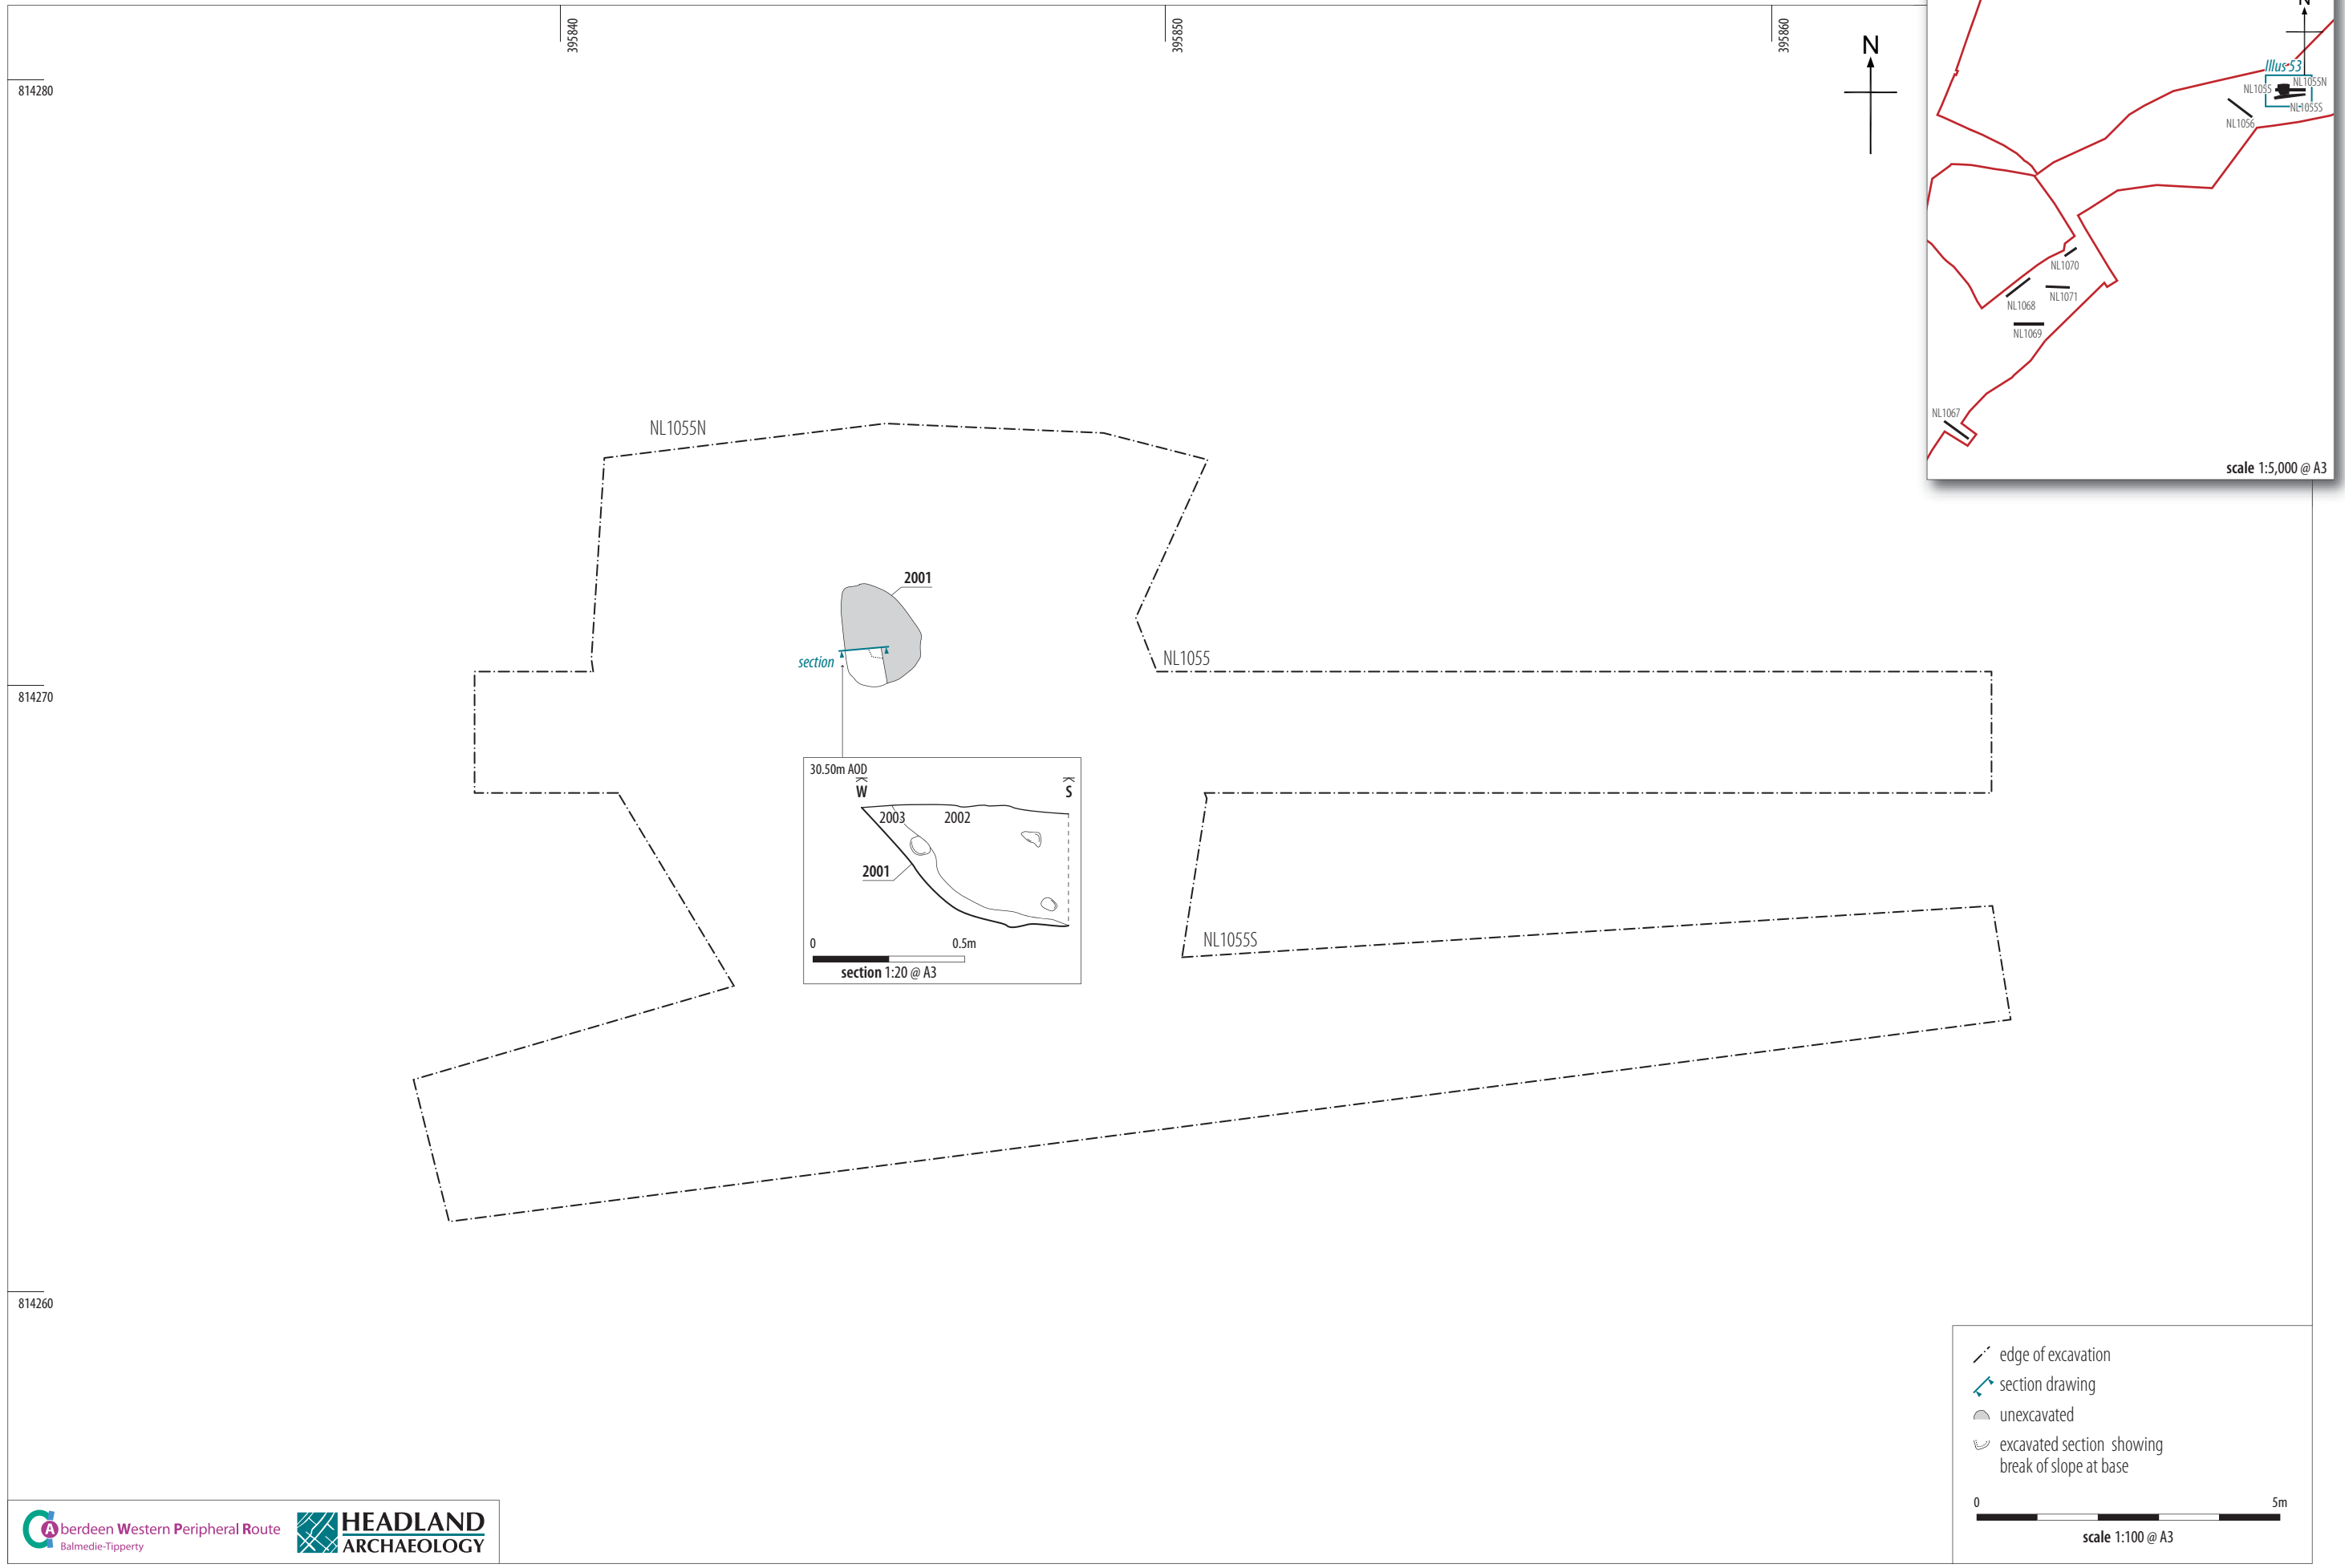 395840
395850
395860
N
N
814280
Illus 53
NL1055N
NL1055
NL1055S
NL1056
NL1070
NL1071
NL1068
NL1069
NL1067
scale 1:5,000 @ A3
NL1055N
2001
section
NL1055
814270
30.50m AOD
W
S
2003
2002
2001
0
0.5m
section 1:20 @ A3
NL1055S
814260
edge of excavation
section drawing
unexcavated
excavated section showing
break of slope at base
0
5m
scale 1:100 @ A3
Aberdeen Western Peripheral Route
Balmedie-Tipperty
HEADLAND
ARCHAEOLOGY